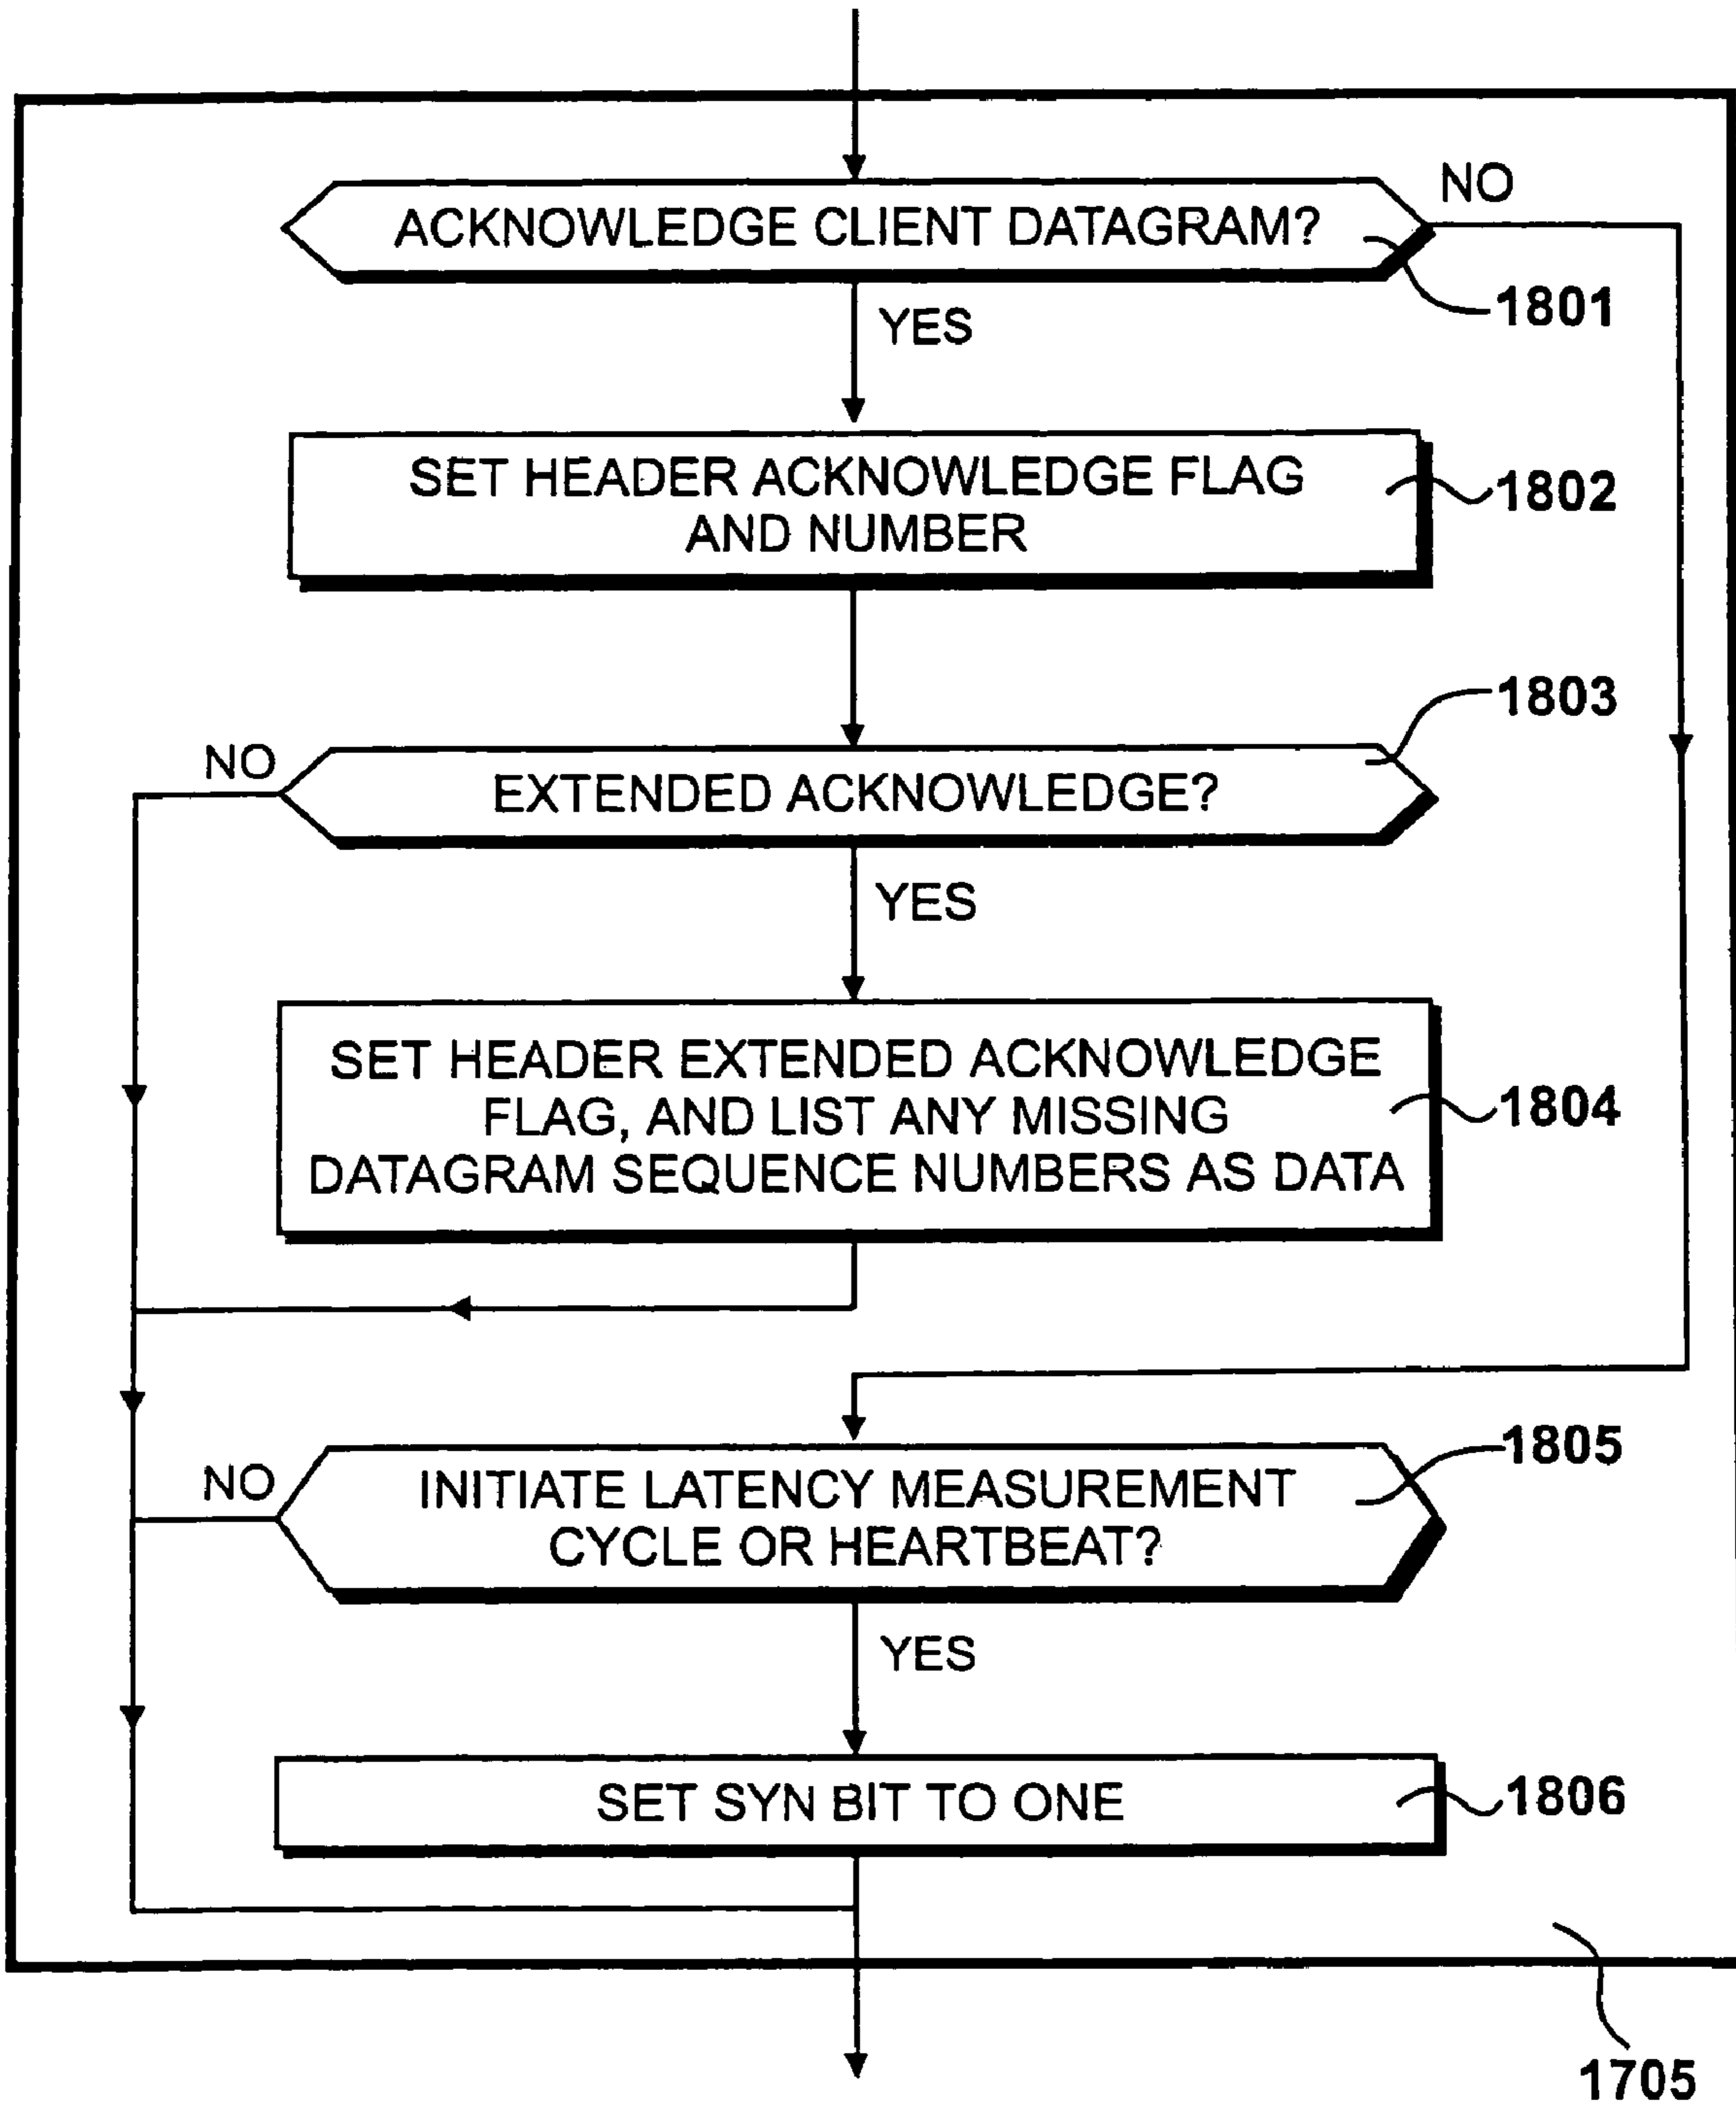 ACKNOWLEDGE CLIENT DATAGRAM?
NO
1801
YES
SET HEADER ACKNOWLEDGE FLAG
AND NUMBER
1802
1803
NO
EXTENDED ACKNOWLEDGE?
YES
SET HEADER EXTENDED ACKNOWLEDGE
FLAG, AND LIST ANY MISSING
DATAGRAM SEQUENCE NUMBERS AS DATA
1804
1805
NO
INITIATE LATENCY MEASUREMENT
CYCLE OR HEARTBEAT?
YES
SET SYN BIT TO ONE
1806
1705